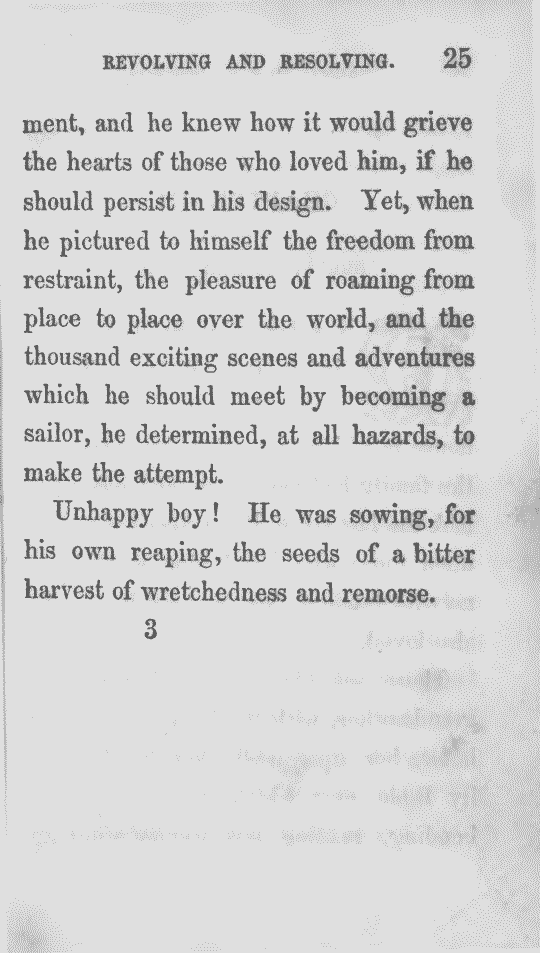 REVOLVING AND RESOLVING. 25
ment, and he knew how it would grieve
the hearts of those who loved him, if he
should persist in his design. Yet, when
he pictured to himself the freedom from
restraint, the pleasure of roaming from
place to place over the world, and the
thousand exciting scenes and adventures
which he should meet by becoming a
sailor, he determined, at all hazards, to
make the attempt.
Unhappy boy! He was sowing, for
his own reaping, the seeds of a bitter
harvest of wretchedness and remorse.
3